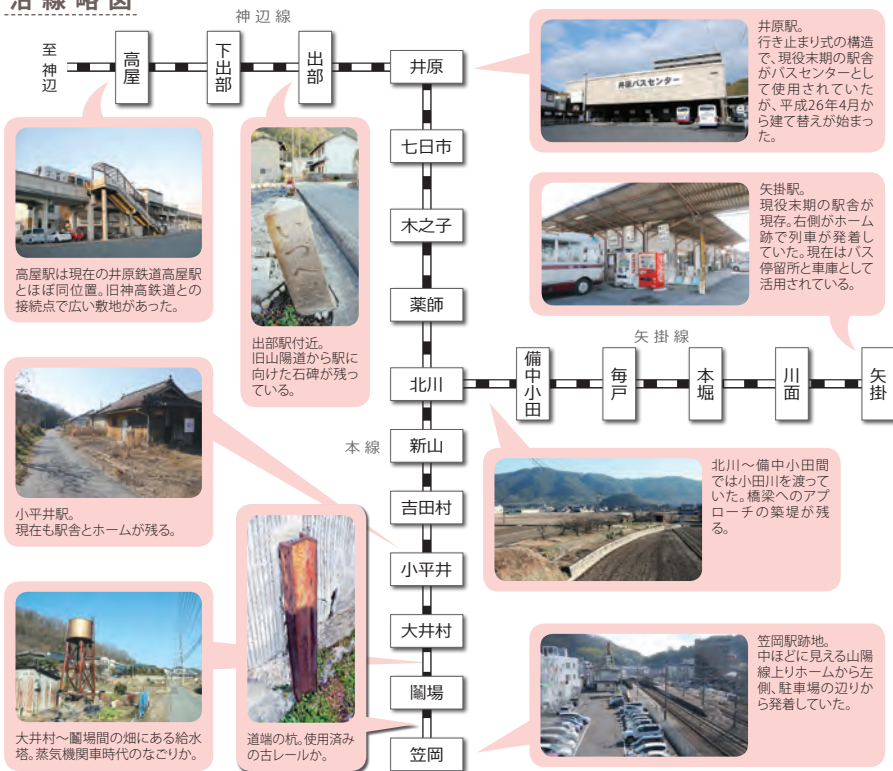 沿線略図
神辺線
至神辺
高屋
下出部
出部
井原
七日市
木之子
薬師
北川
新山
吉田村
小平井
大井村
鬮場
笠岡
本線
矢掛線
備中小田
毎戸
本堀
川面
矢掛
井原駅。
行き止まり式の構造
で、現役末期の駅舎
がバスセンターとし
て使用されていた
が、平成26年4月か
ら建て替えが始まっ
た。
井原バスセンター
矢掛駅。
現役末期の駅舎が
現存。右側がホーム
跡で列車が発着し
ていた。現在はバス
停留所と車庫として
活用されている。
高屋駅は現在の井原鉄道高屋駅
とほぼ同位置。旧神高鉄道との
接続点で広い敷地があった。
出部駅付近。
旧山陽道から駅に
向けた石碑が残っ
ている。
小平井駅。
現在も駅舎とホームが残る。
北川～備中小田間
では小田川を渡って
いた。橋梁へのアプ
ローチの築堤が残
る。
大井村～鬮場間の畑にある給水
塔。蒸気機関車時代のなごりか。
道端の杭。使用済み
の古レールか。
笠岡駅跡地。
中ほどに見える山陽
線上りホームから左
側、駐車場の辺りか
ら発着していた。